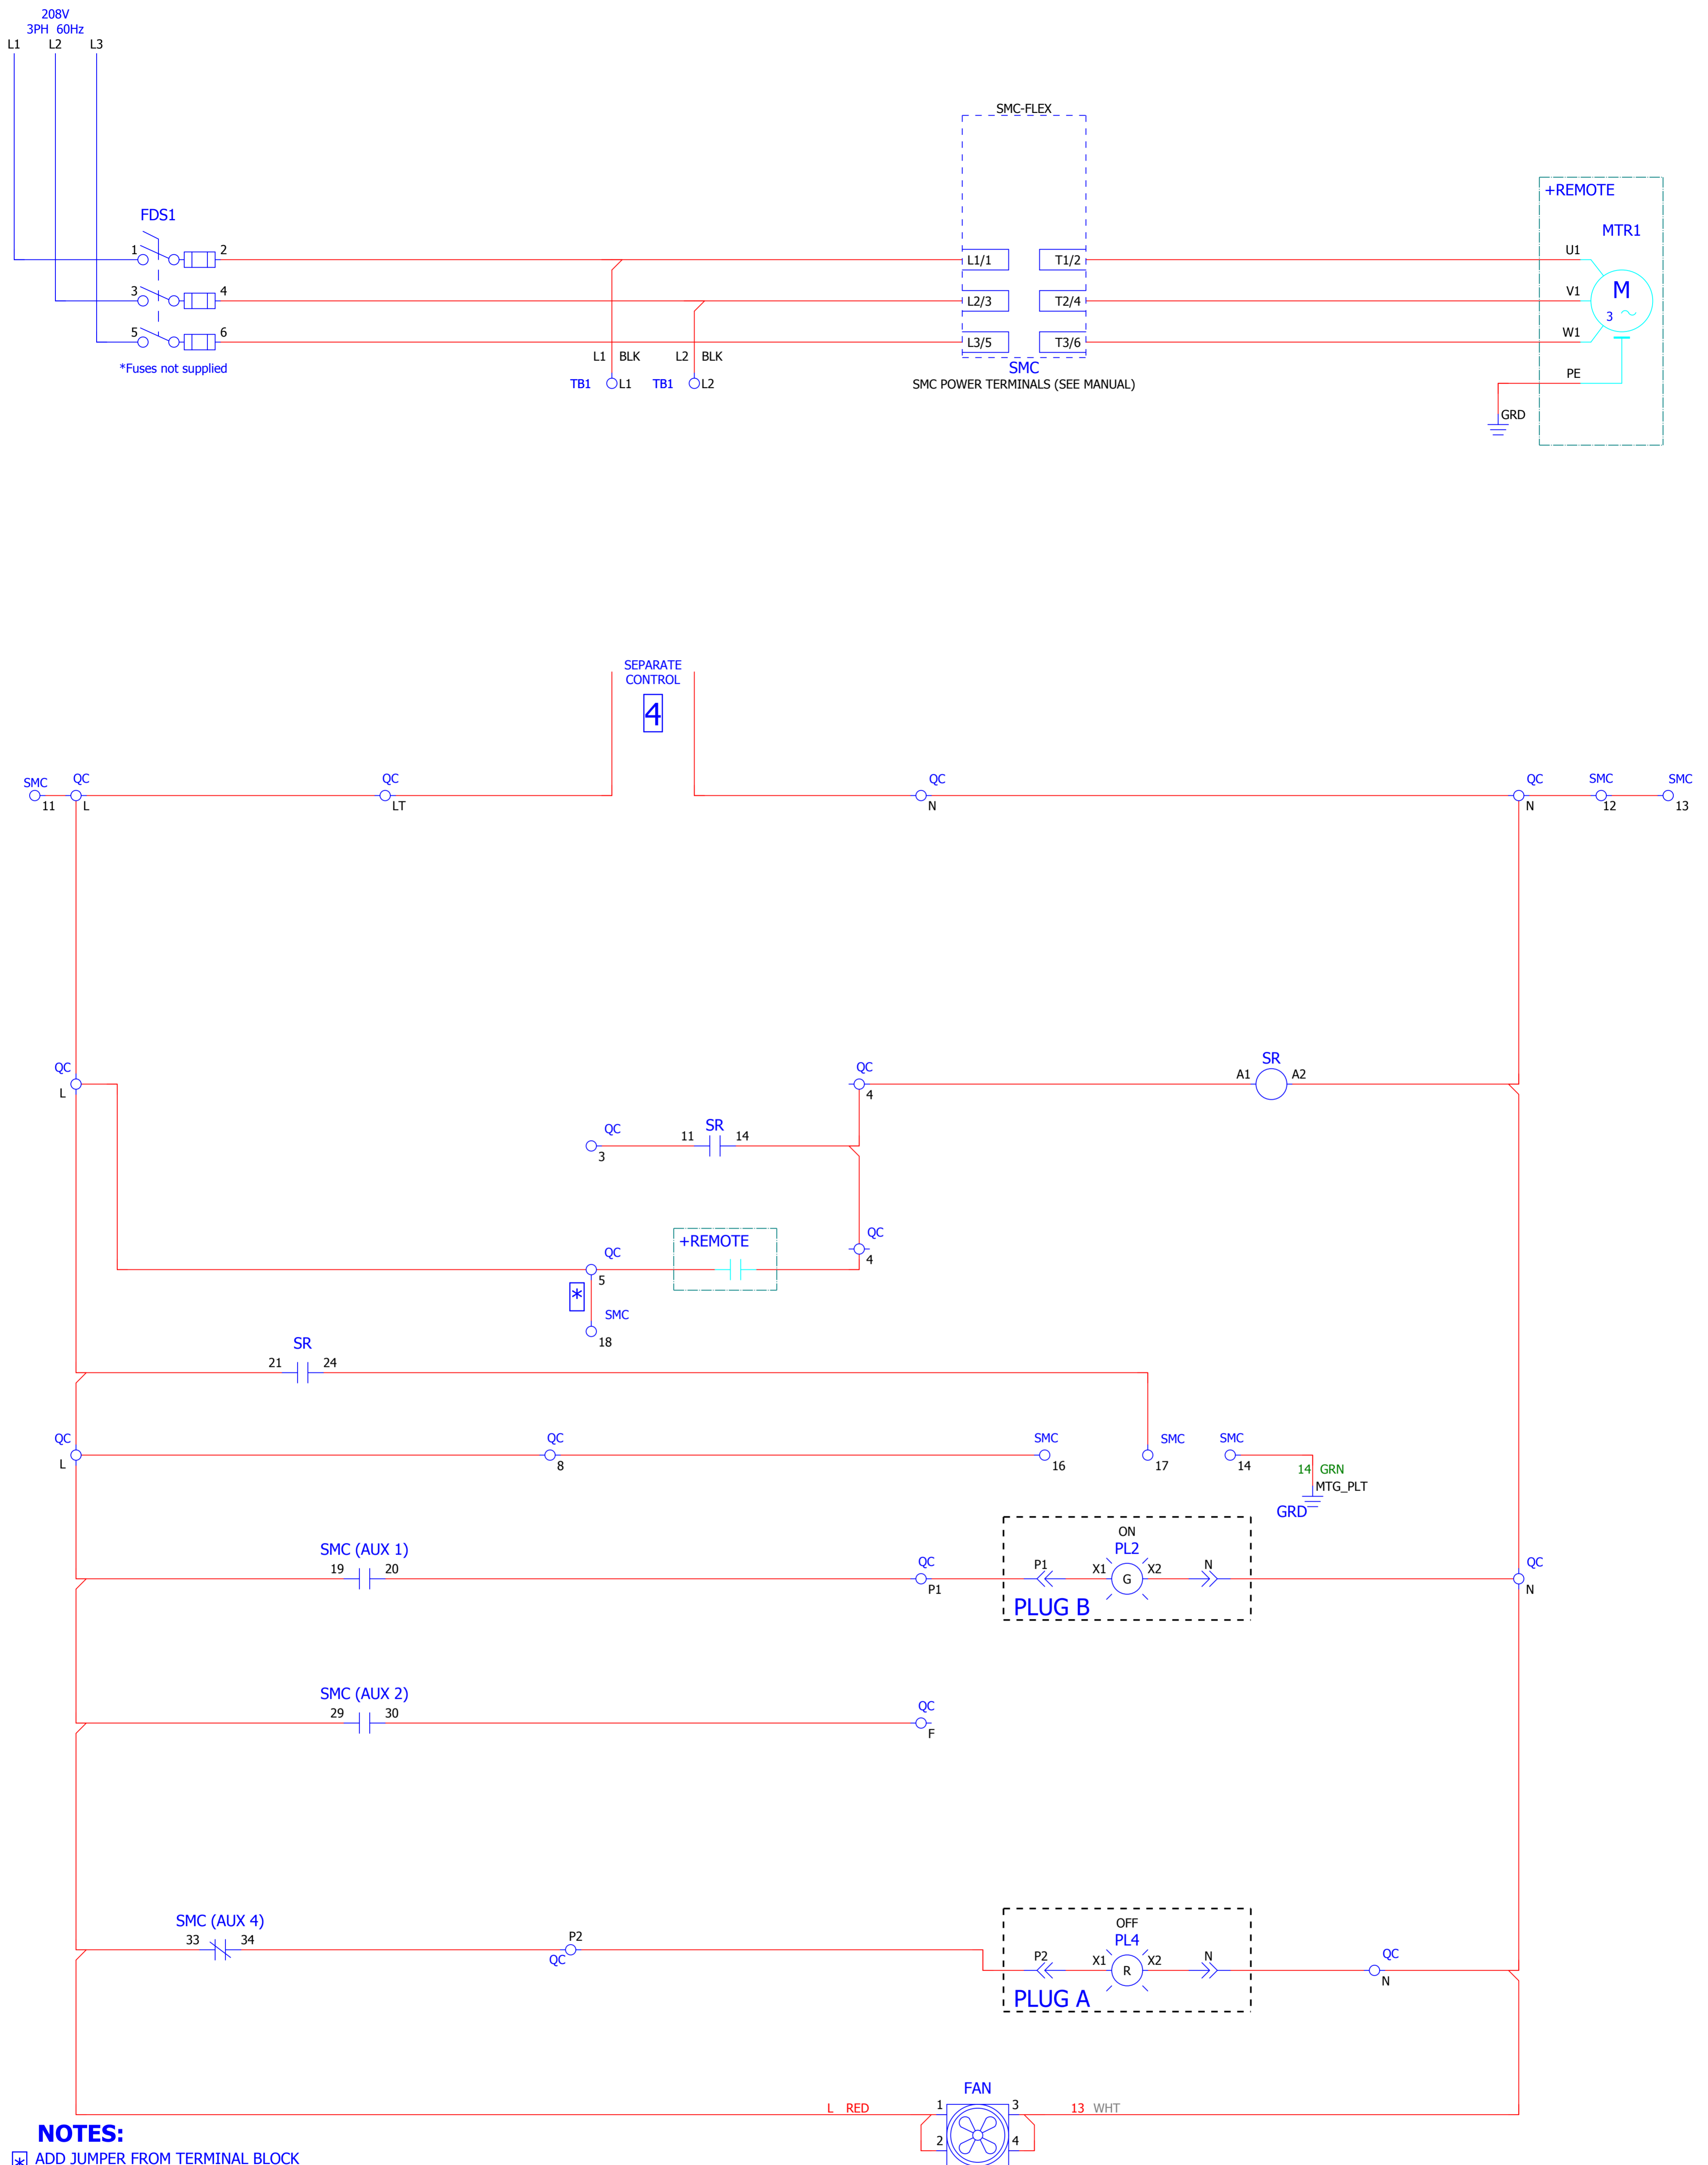 208V
3PH 60Hz
L1 L2 L3
SMC-FLEX
+REMOTE
MTR1
FDS1
1 2 L1/1 T1/2 U1
3 4 L2/3 T2/4 V1 M
3
5 6 L3/5 T3/6 W1
*Fuses not supplied
L1 BLK L2 BLK
SMC
PE
TB1 L1 TB1 L2
SMC POWER TERMINALS (SEE MANUAL)
GRD
SEPARATE
CONTROL
4
SMC QC QC QC QC SMC SMC
11 L LT N N 12 13
QC QC SR
A1 A2
L 4
QC SR
11 14
3
QC
+REMOTE
4
QC
5
*
SMC
18
SR
21 24
QC QC SMC SMC SMC
L 8 16 17 14
14 GRN
MTG_PLT
GRD
ON
SMC (AUX 1) PL2
19 20 QC P1 X1 G X2 N QC
P1 N
PLUG B
SMC (AUX 2)
29 30 QC
F
SMC (AUX 4) OFF
33 34 P2 PL4
QC P2 X1 R X2 N QC
N
PLUG A
FAN
L RED 1 3 13 WHT
2 4
NOTES:
* ADD JUMPER FROM TERMINAL BLOCK